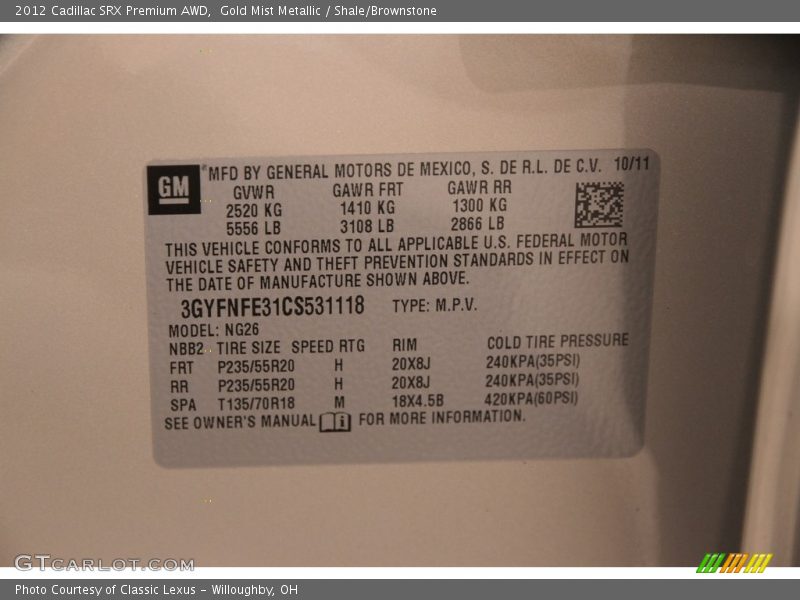 2012 Cadillac SRX Premium AWD, Gold Mist Metallic / Shale/Brownstone
GM MFD BY GENERAL MOTORS DE MEXICO, S. DE R.L. DE C.V. 10/11
GVWR GAWR FRT GAWR RR
2520 KG 1410 KG 1300 KG
5556 LB 3108 LB 2866 LB
THIS VEHICLE CONFORMS TO ALL APPLICABLE U.S. FEDERAL MOTOR
VEHICLE SAFETY AND THEFT PREVENTION STANDARDS IN EFFECT ON
THE DATE OF MANUFACTURE SHOWN ABOVE.
3GYFNFE31CS531118 TYPE: M.P.V.
MODEL: NG26
NBB2 TIRE SIZE SPEED RTG RIM COLD TIRE PRESSURE
FRT P235/55R20 H 20X8J 240KPA(35PSI)
RR P235/55R20 H 20X8J 240KPA(35PSI)
SPA T135/70R18 M 18X4.5B 420KPA(60PSI)
SEE OWNER'S MANUAL i FOR MORE INFORMATION.
GTCARLOT.COM
Photo Courtesy of Classic Lexus - Willoughby, OH